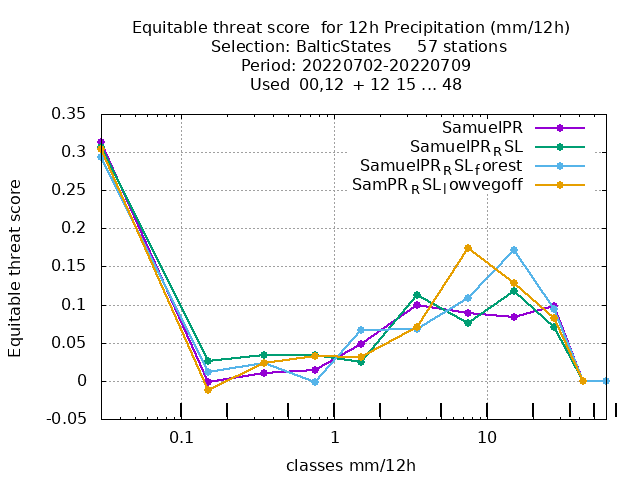 Equitable threat score  for 12h Precipitation (mm/12h)
Selection: BalticStates     57 stations
Period: 20220702-20220709
Used  00,12  + 12 15 ... 48
SamuelPR
SamuelPR_RSL
SamuelPR_RSL_forest
SamPR_RSL_lowvegoff
Equitable threat score
0.35
0.3
0.25
0.2
0.15
0.1
0.05
0
-0.05
0.1 1 10
classes mm/12h